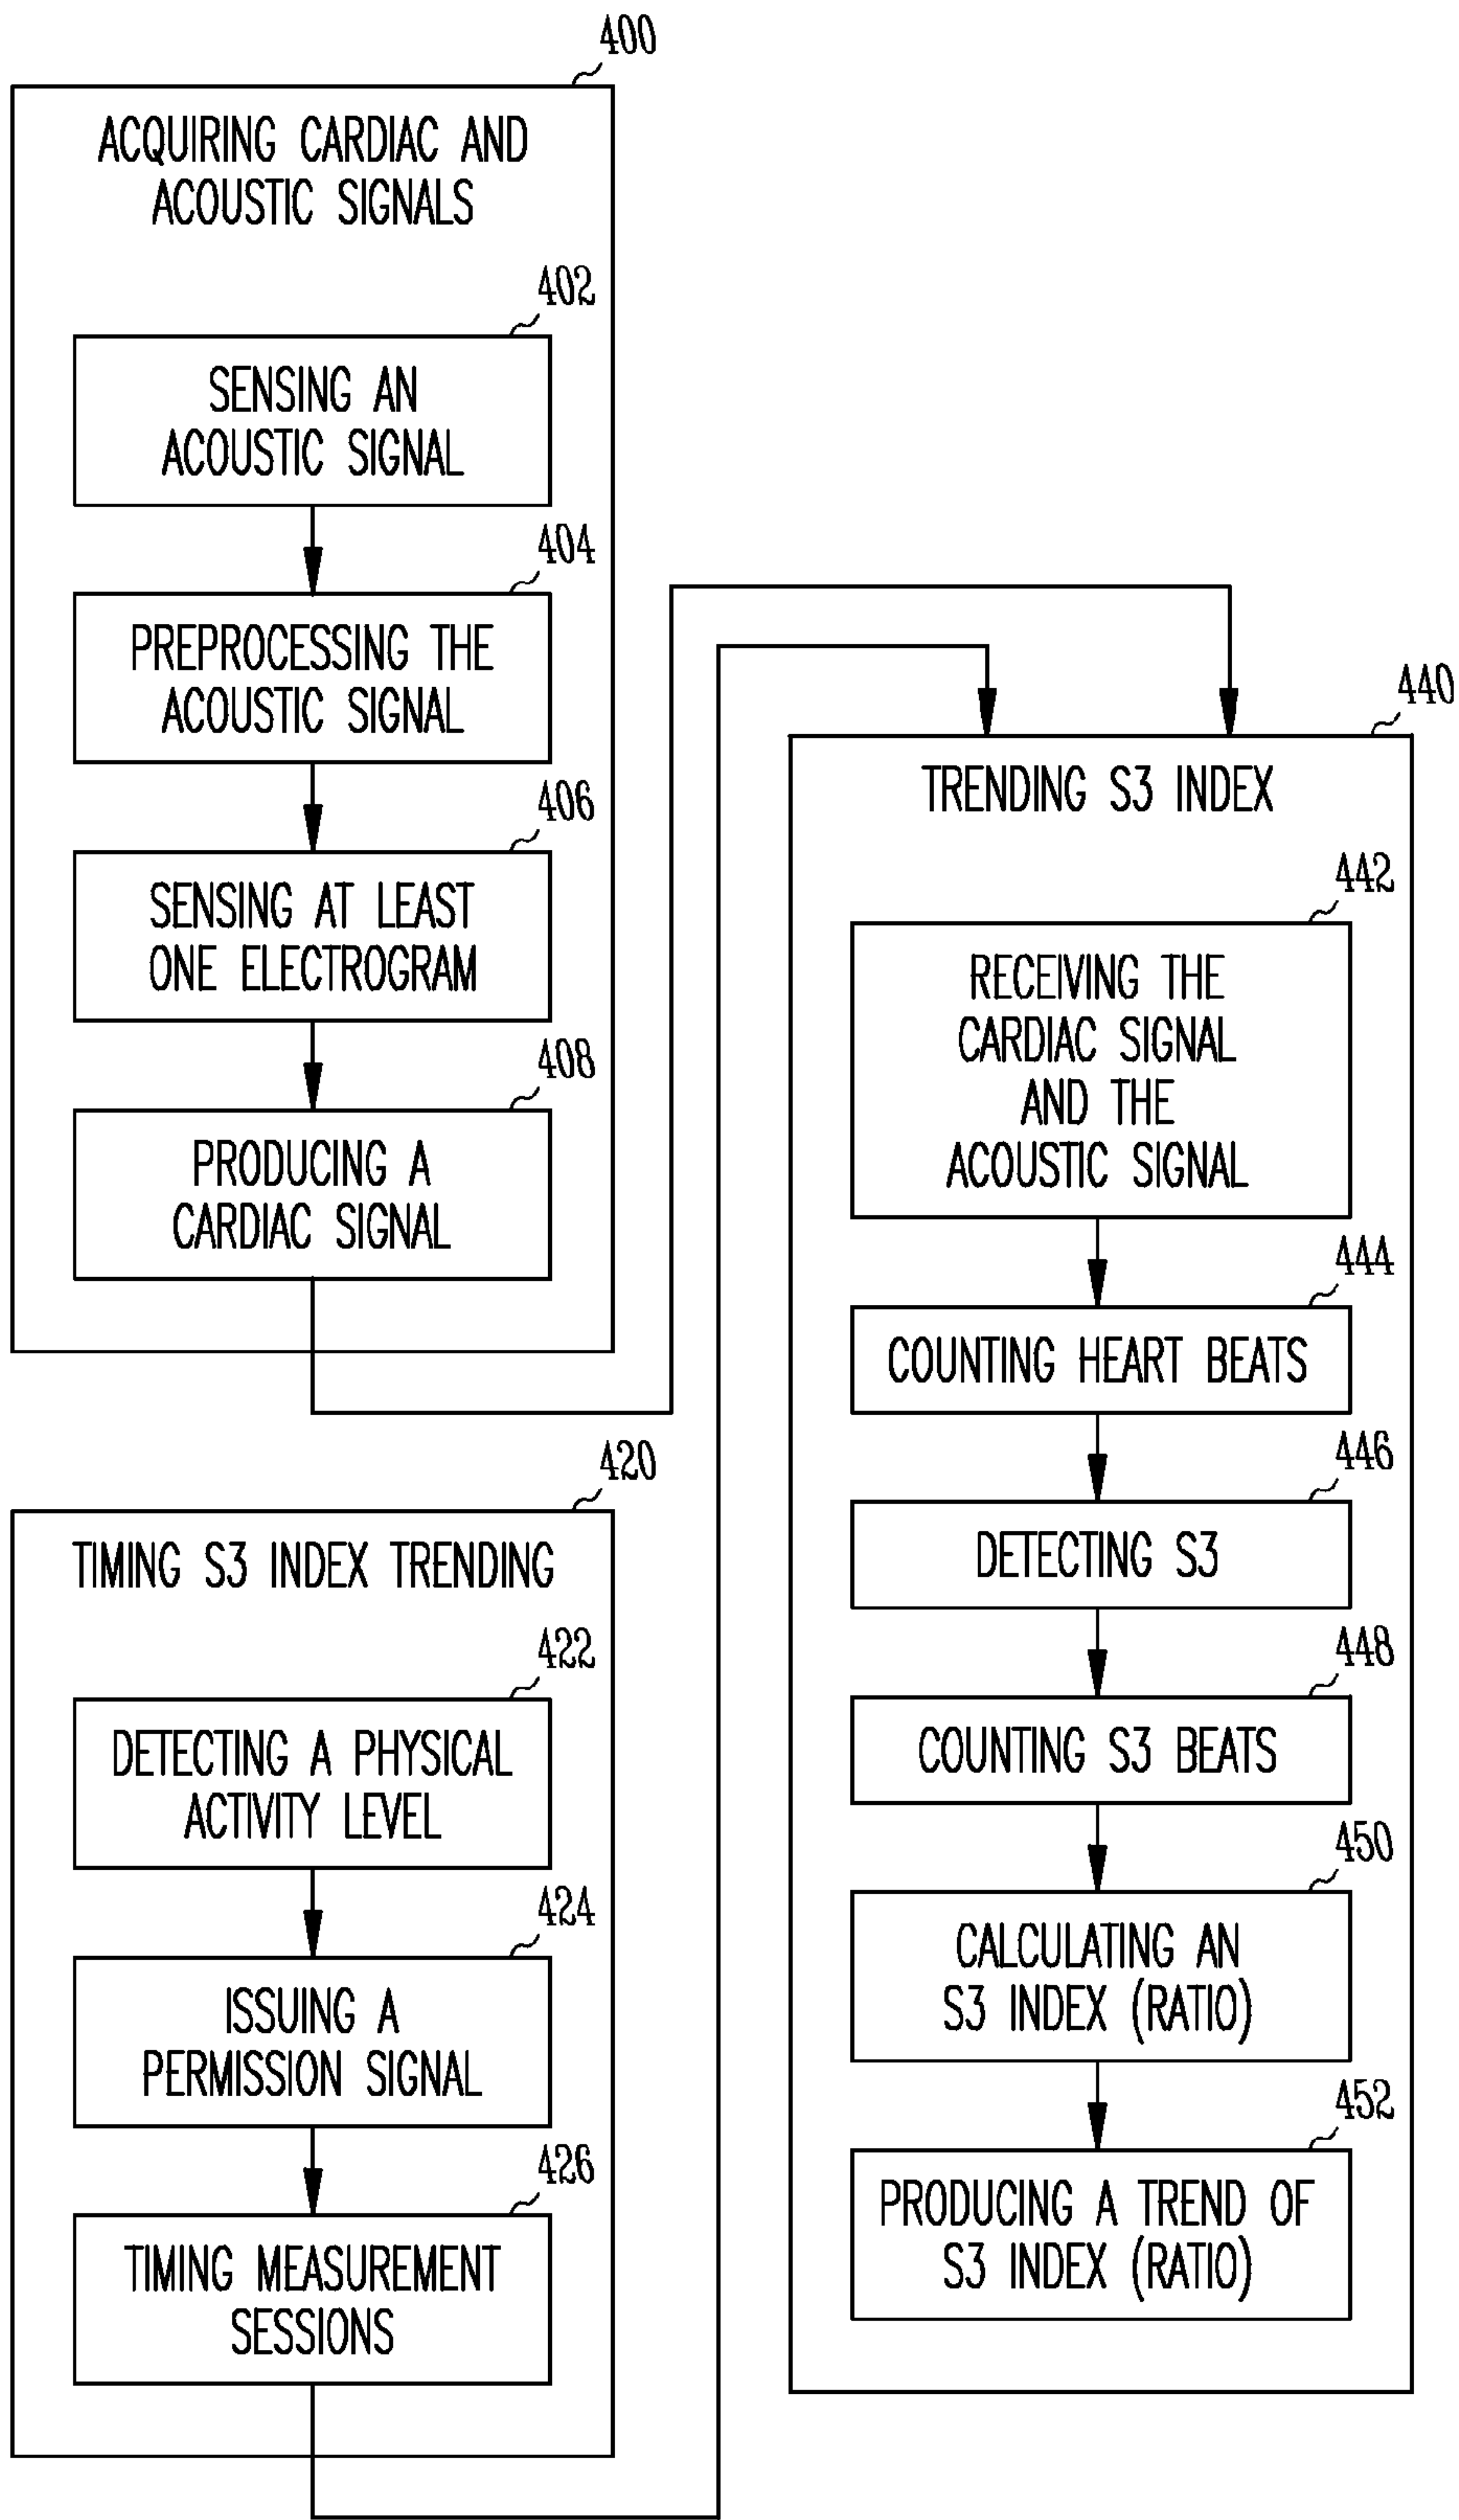 400
ACQUIRING CARDIAC AND
ACOUSTIC SIGNALS
402
SENSING AN
ACOUSTIC SIGNAL
404
PREPROCESSING THE
ACOUSTIC SIGNAL
406
SENSING AT LEAST
ONE ELECTROGRAM
408
PRODUCING A
CARDIAC SIGNAL
420
TIMING S3 INDEX TRENDING
422
DETECTING A PHYSICAL
ACTIVITY LEVEL
424
ISSUING A
PERMISSION SIGNAL
426
TIMING MEASUREMENT
SESSIONS
440
TRENDING S3 INDEX
442
RECEIVING THE
CARDIAC SIGNAL
AND THE
ACOUSTIC SIGNAL
444
COUNTING HEART BEATS
446
DETECTING S3
448
COUNTING S3 BEATS
450
CALCULATING AN
S3 INDEX (RATIO)
452
PRODUCING A TREND OF
S3 INDEX (RATIO)